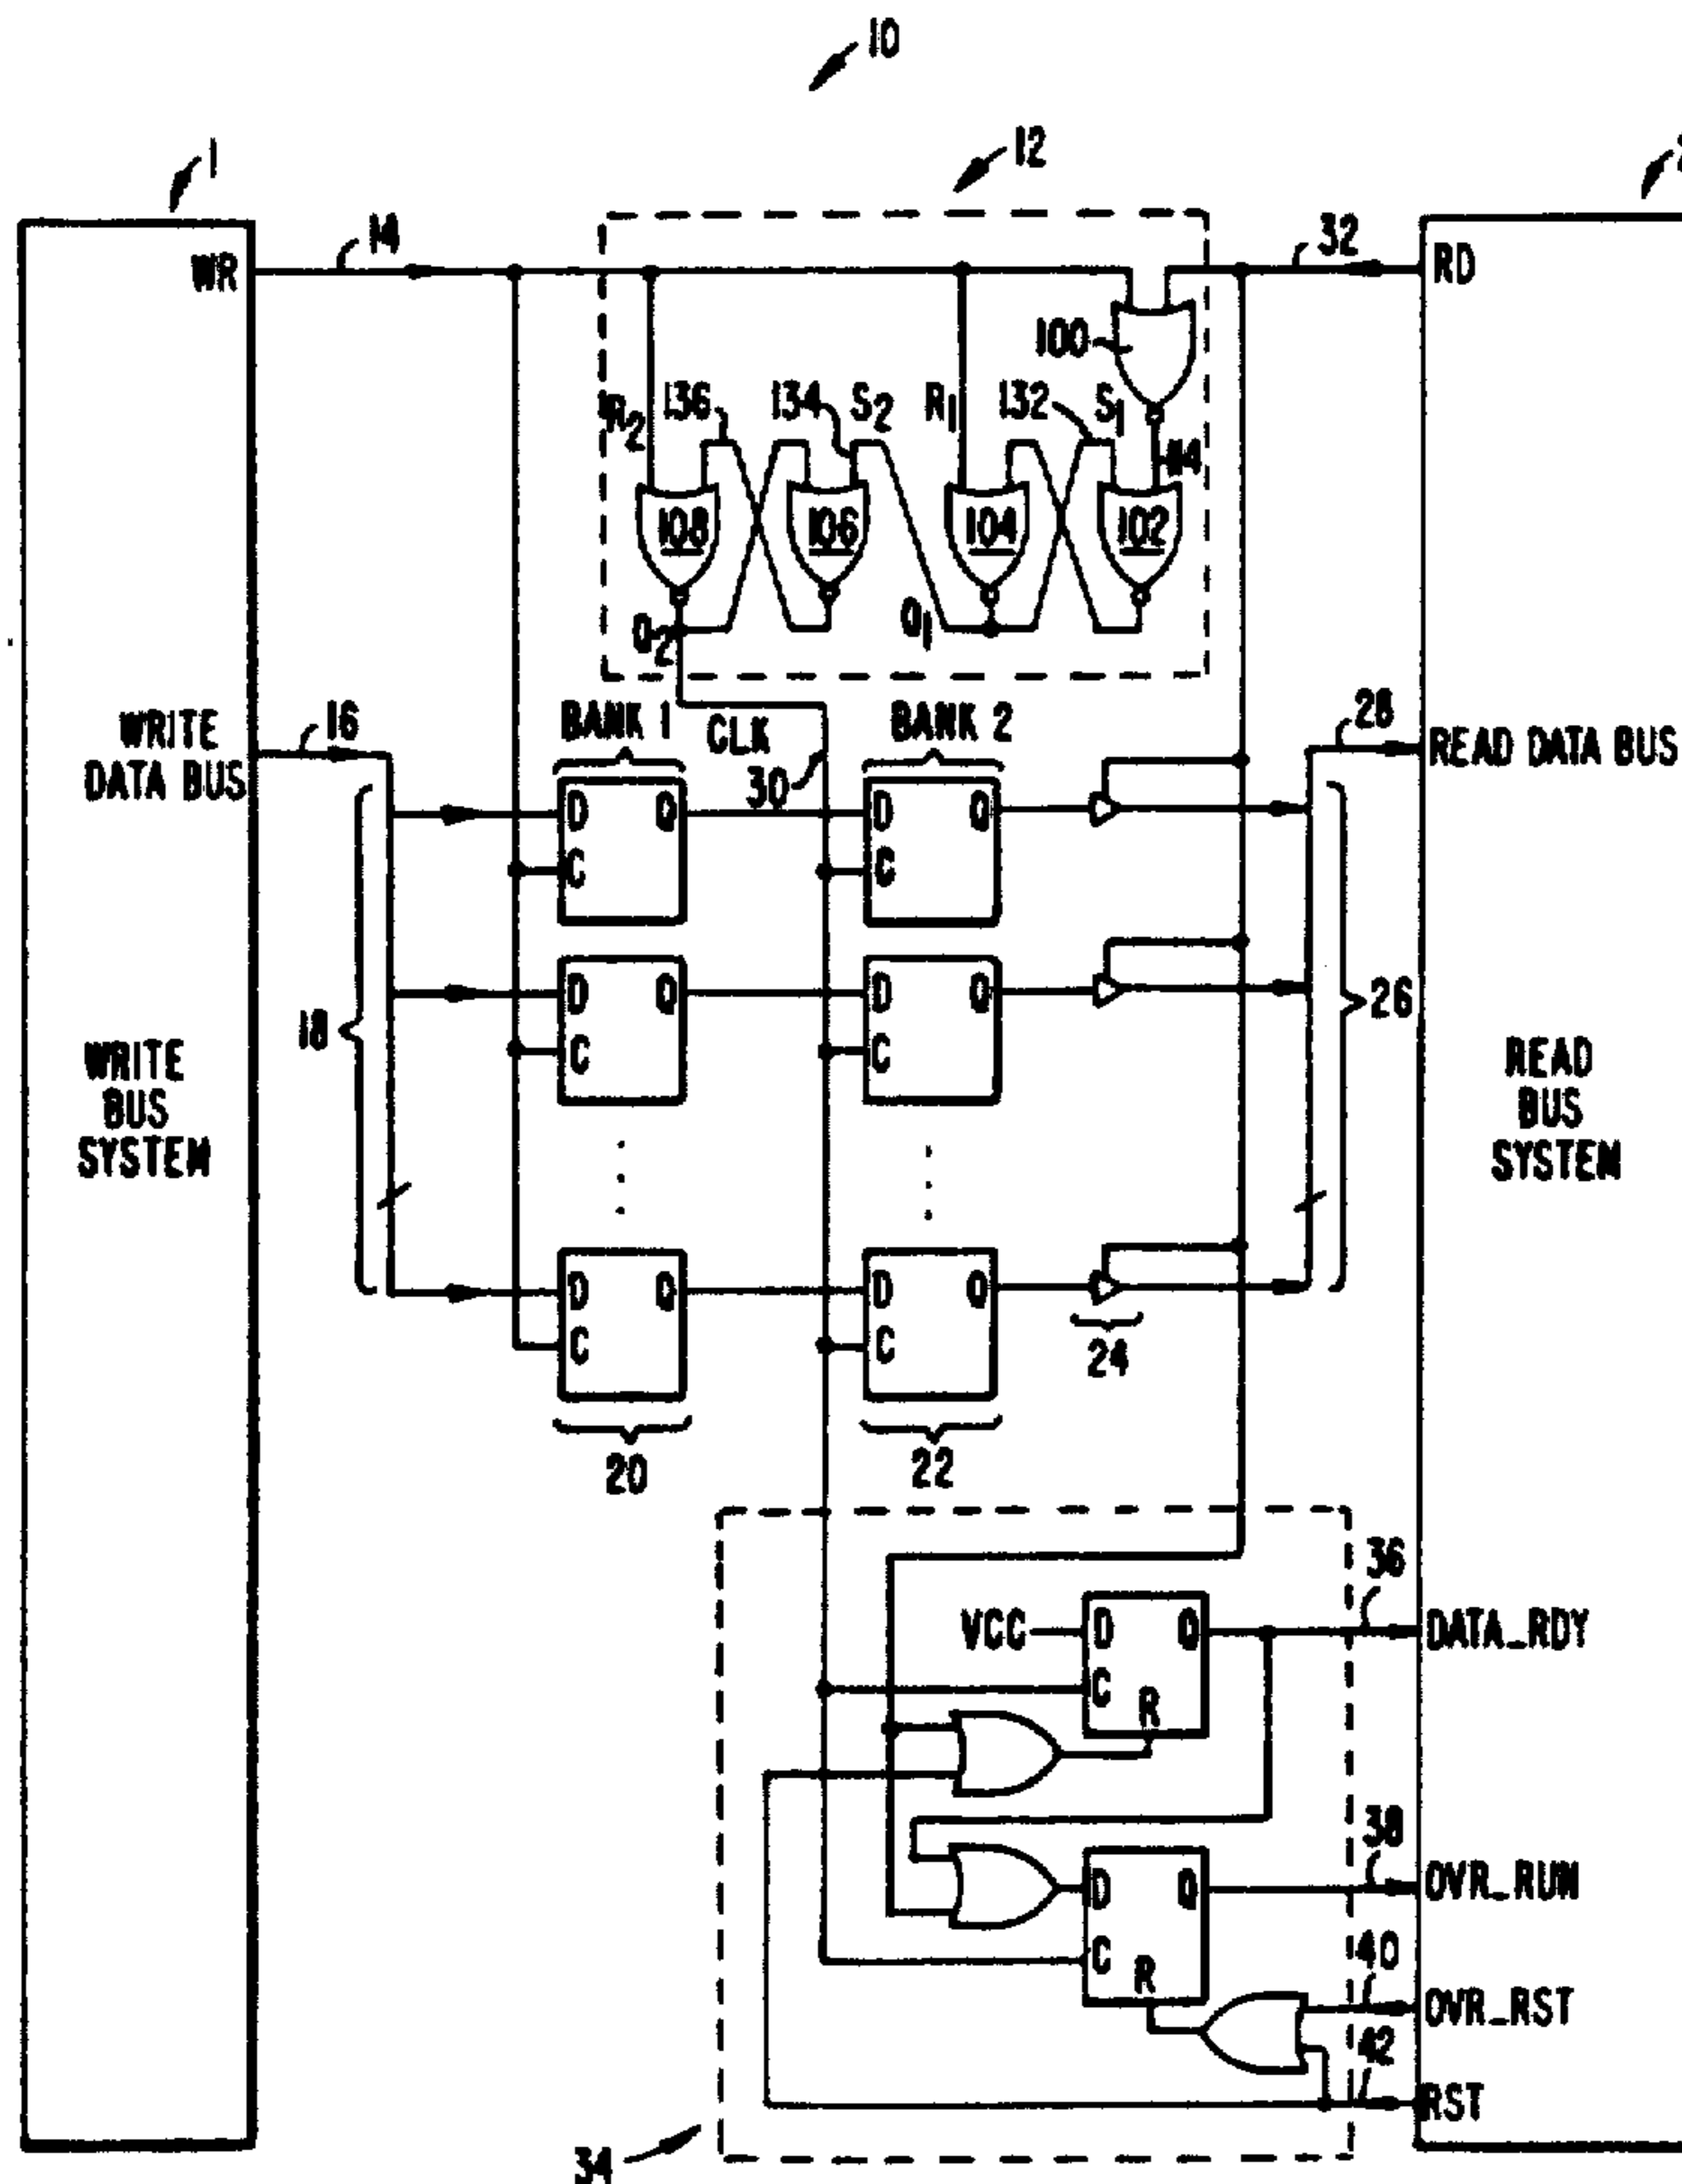 10
12
1
14
32
WR
RD
100
R2
136
134
S2
R1
132
S1
114
108
106
104
102
Q2
Q1
BANK 1
CLK
BANK 2
28
16
WRITE
DATA BUS
READ DATA BUS
30
D Q
C
D Q
C
D Q
C
D Q
C
18
26
WRITE
BUS
SYSTEM
READ
BUS
SYSTEM
D Q
C
D Q
C
24
20
22
36
VCC
D Q
C
R
DATA_RDY
38
D Q
C
R
OVR_RUN
40
OVR_RST
42
RST
34